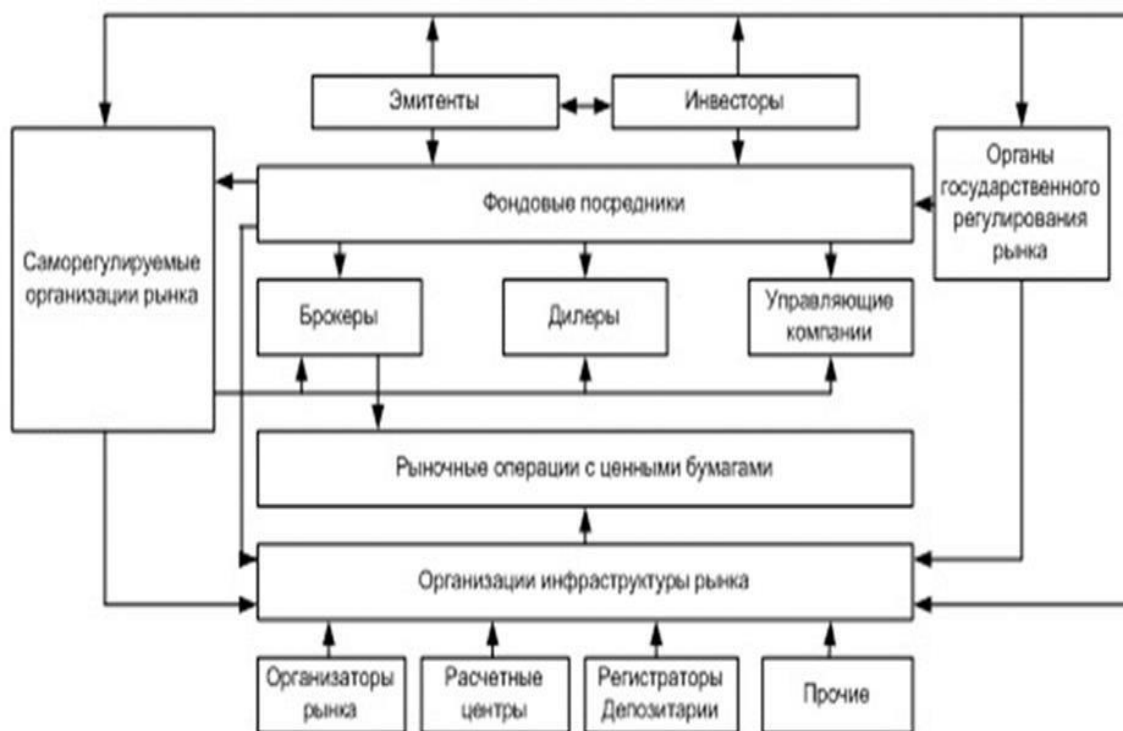 Эмитенты
Инвесторы
Саморегулируемые
организации рынка
Фондовые посредники
Органы
государственного
регулирования
рынка
Брокеры
Дилеры
Управляющие
компании
Рыночные операции с ценными бумагами
Организации инфраструктуры рынка
Организаторы
рынка
Расчетные
центры
Регистраторы
Депозитарии
Прочие